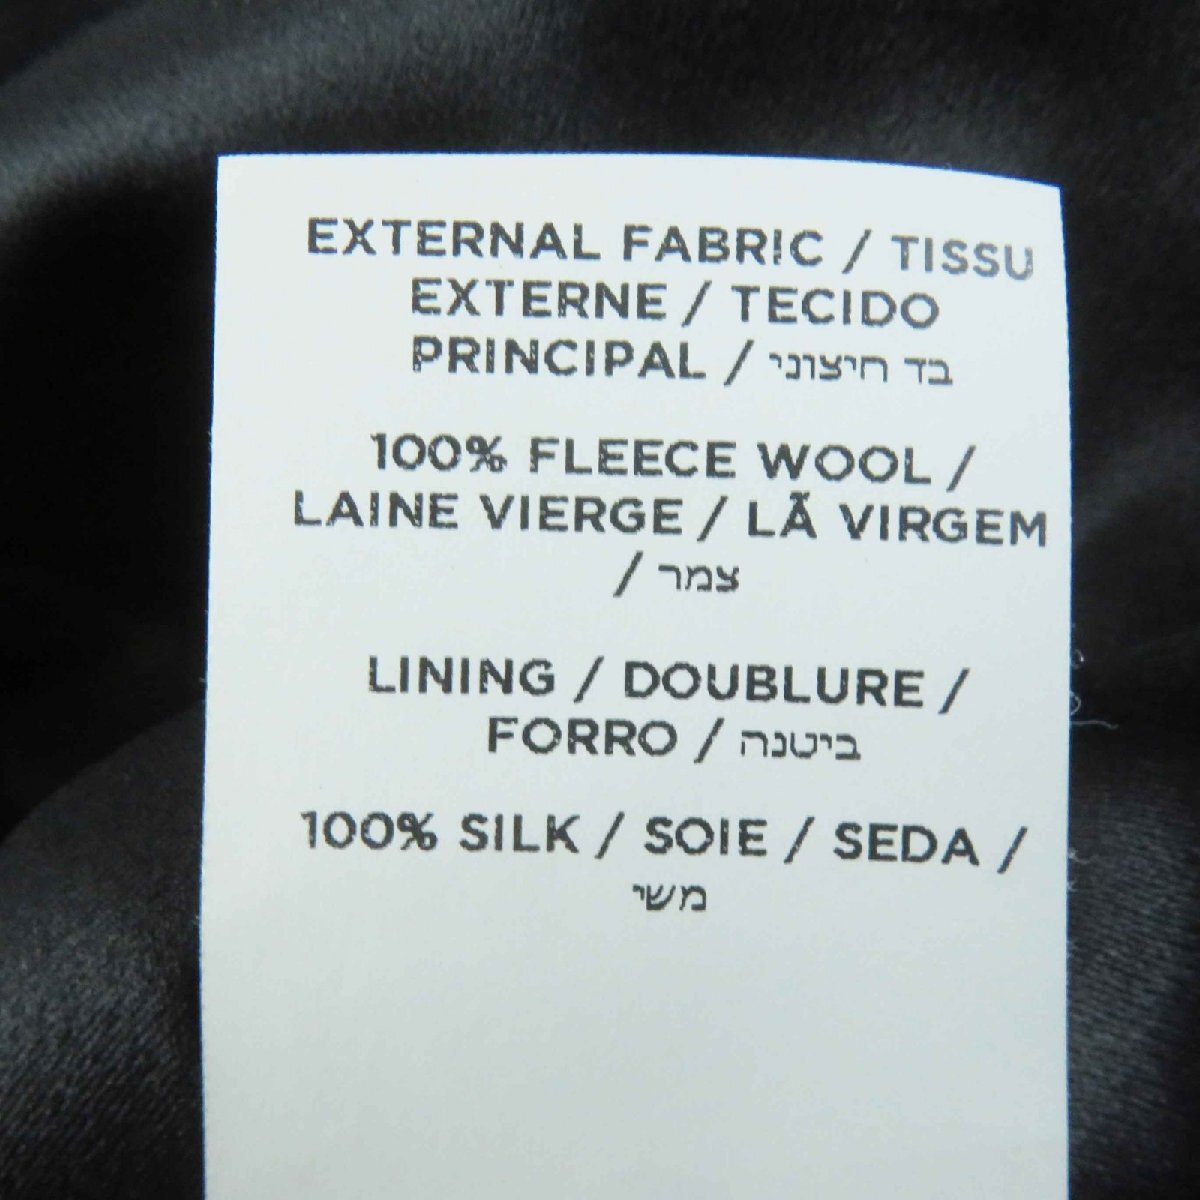 EXTERNAL FABRIC / TISSU
EXTERNE / TECIDO
PRINCIPAL / בד חיצוני
100% FLEECE WOOL /
LAINE VIERGE / LÃ VIRGEM
/ צמר
LINING / DOUBLURE /
FORRO / ביטנה
100% SILK / SOIE / SEDA /
משי